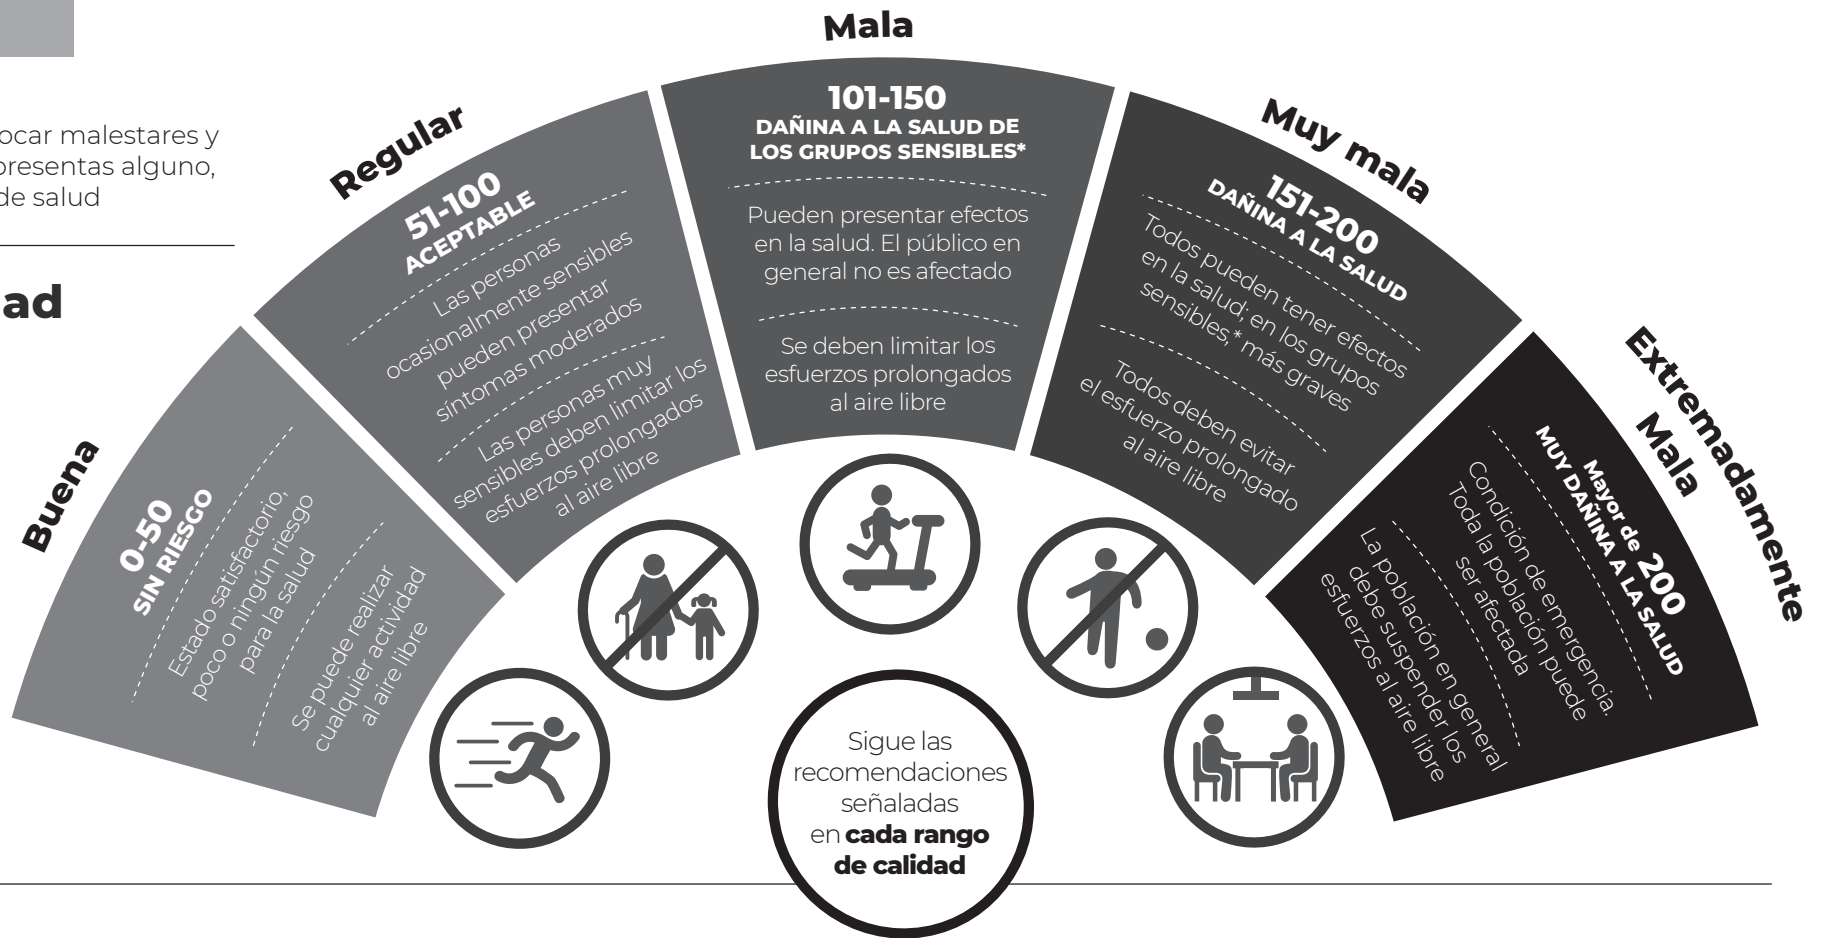 ocar malestares y
presentas alguno,
de salud
ad
Buena
0-50
SIN RIESGO
Estado satisfactorio,
poco o ningún riesgo
para la salud
Se puede realizar
cualquier actividad
al aire libre
Regular
51-100
ACEPTABLE
Las personas
ocasionalmente sensibles
pueden presentar
síntomas moderados
Las personas muy
sensibles deben limitar los
esfuerzos prolongados
al aire libre
Mala
101-150
DAÑINA A LA SALUD DE
LOS GRUPOS SENSIBLES*
Pueden presentar efectos
en la salud. El público en
general no es afectado
Se deben limitar los
esfuerzos prolongados
al aire libre
Muy mala
151-200
DAÑINA A LA SALUD
Todos pueden tener efectos
en la salud; en los grupos
sensibles,* más graves
Todos deben evitar
el esfuerzo prolongado
al aire libre
Extremadamente
Mala
Mayor de 200
MUY DAÑINA A LA SALUD
Condición de emergencia.
Toda la población puede
ser afectada
La población en general
debe suspender los
esfuerzos al aire libre
Sigue las
recomendaciones
señaladas
en cada rango
de calidad